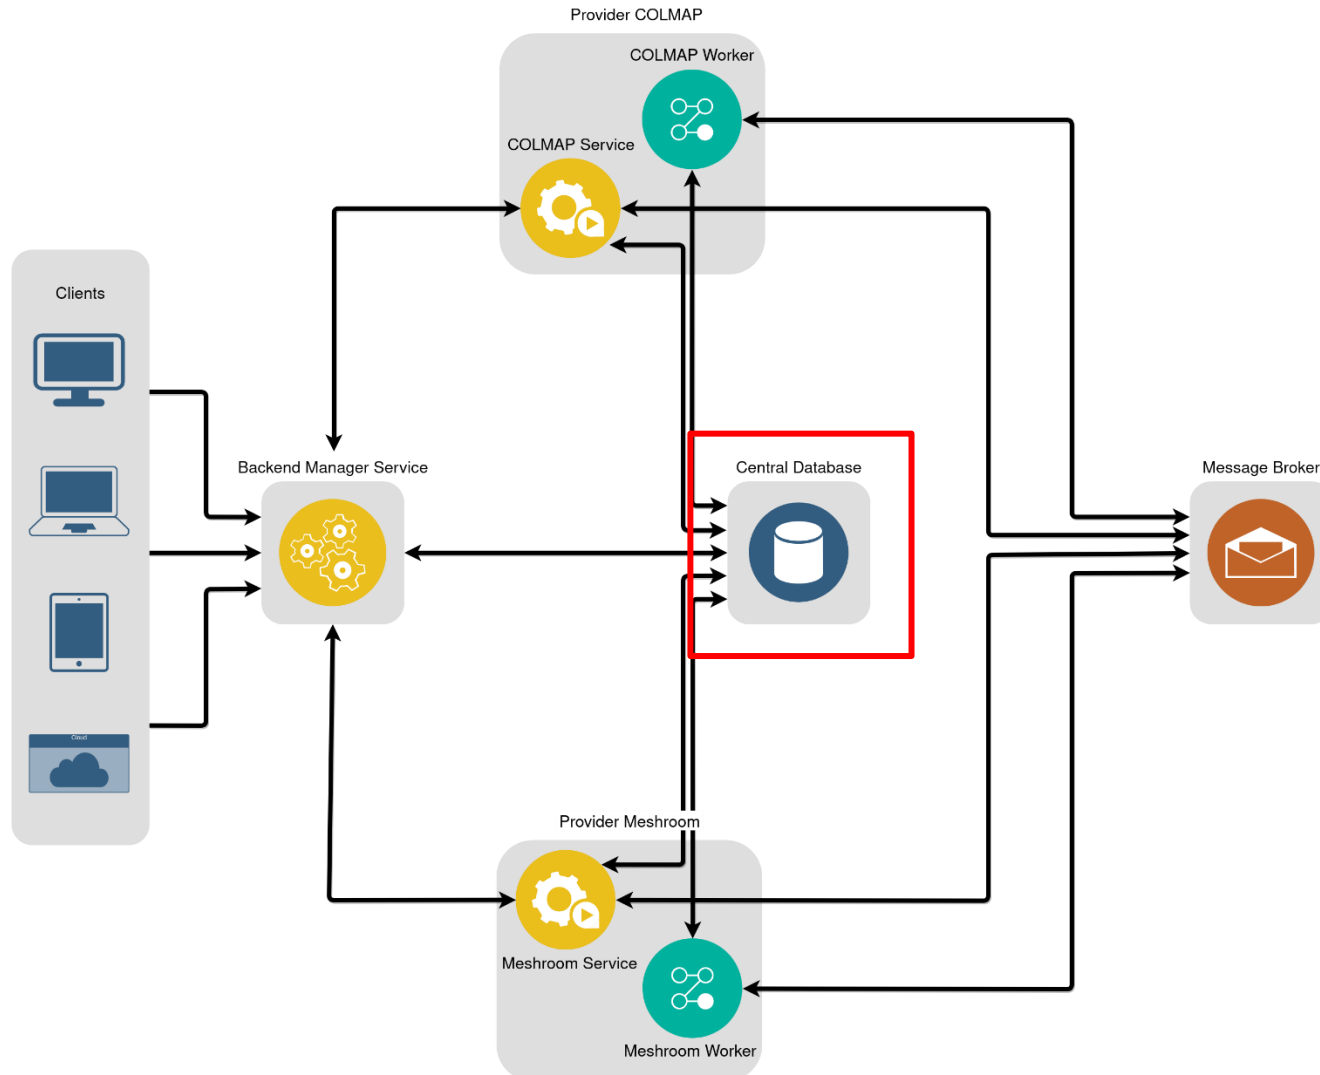 Provider COLMAP
COLMAP Worker
COLMAP Service
Clients
Backend Manager Service
Central Database
Message Broker
Cloud
Provider Meshroom
Meshroom Service
Meshroom Worker